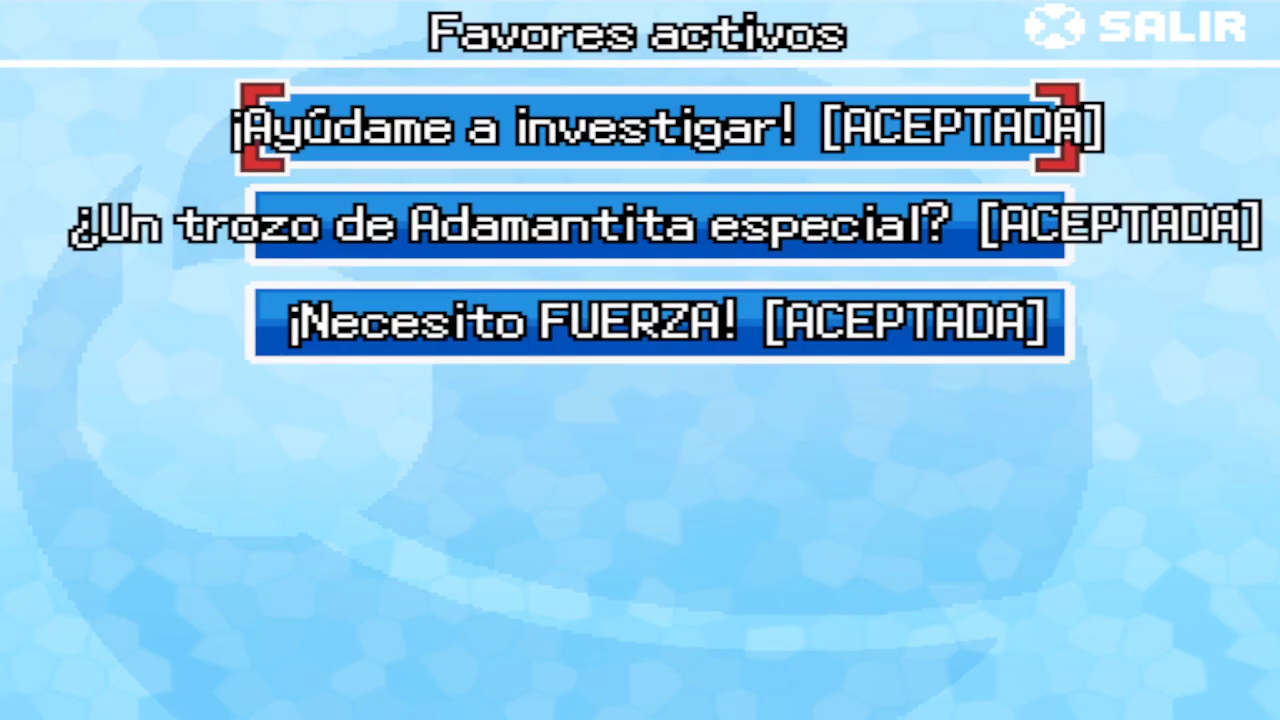 Favores activos
SALIR
¡Ayúdame a investigar! [ACEPTADA]
¿Un trozo de Adamantita especial? [ACEPTADA]
¡Necesito FUERZA! [ACEPTADA]